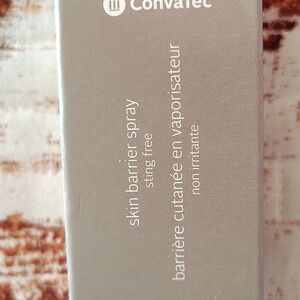 ConvaTec
skin barrier spray
sting free
barrière cutanée en vaporisateur
non irritante